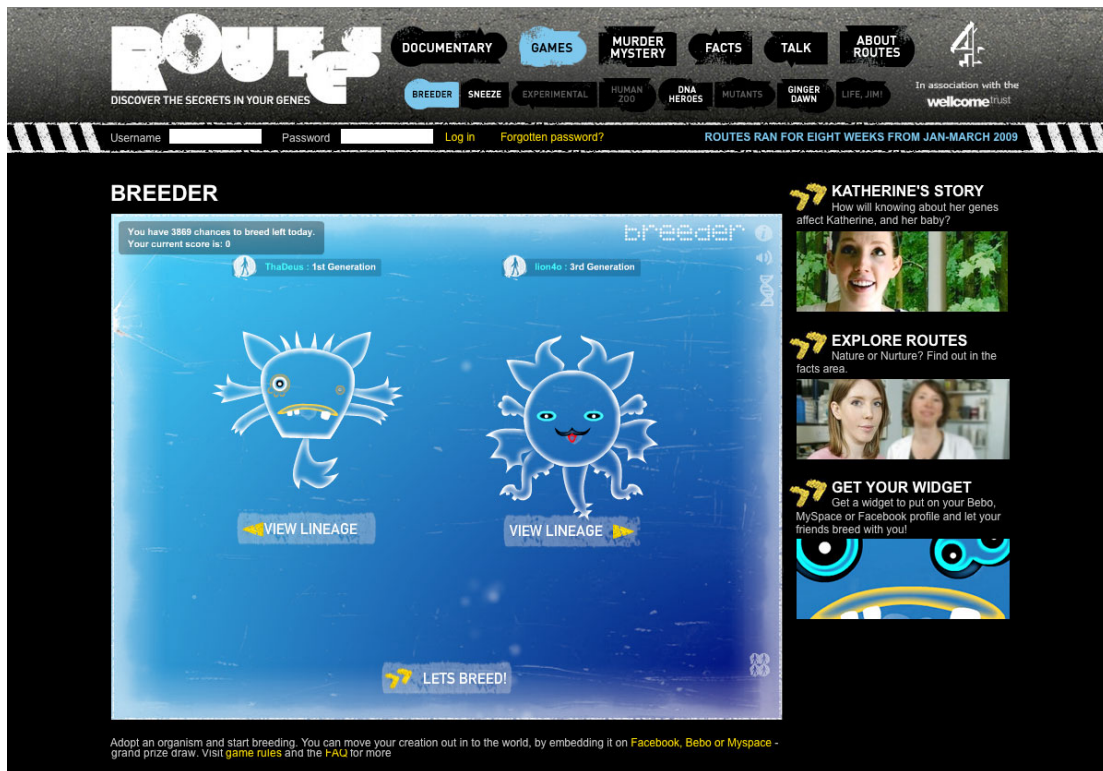 ROUTES
DISCOVER THE SECRETS IN YOUR GENES
DOCUMENTARY
GAMES
MURDER
MYSTERY
FACTS
TALK
ABOUT
ROUTES
BREEDER
SNEEZE
EXPERIMENTAL
HUMAN
ZOO
DNA
HEROES
MUTANTS
GINGER
DAWN
LIFE, JIM!
4
In association with the
wellcometrust
Username
Password
Log in
Forgotten password?
ROUTES RAN FOR EIGHT WEEKS FROM JAN-MARCH 2009
BREEDER
You have 3869 chances to breed left today.
Your current score is: 0
breeder
i
ThaDeus : 1st Generation
lion4o : 3rd Generation
VIEW LINEAGE
VIEW LINEAGE
LETS BREED!
Adopt an organism and start breeding. You can move your creation out in to the world, by embedding it on Facebook, Bebo or Myspace -
grand prize draw. Visit game rules and the FAQ for more
KATHERINE'S STORY
How will knowing about her genes
affect Katherine, and her baby?
EXPLORE ROUTES
Nature or Nurture? Find out in the
facts area.
GET YOUR WIDGET
Get a widget to put on your Bebo,
MySpace or Facebook profile and let your
friends breed with you!